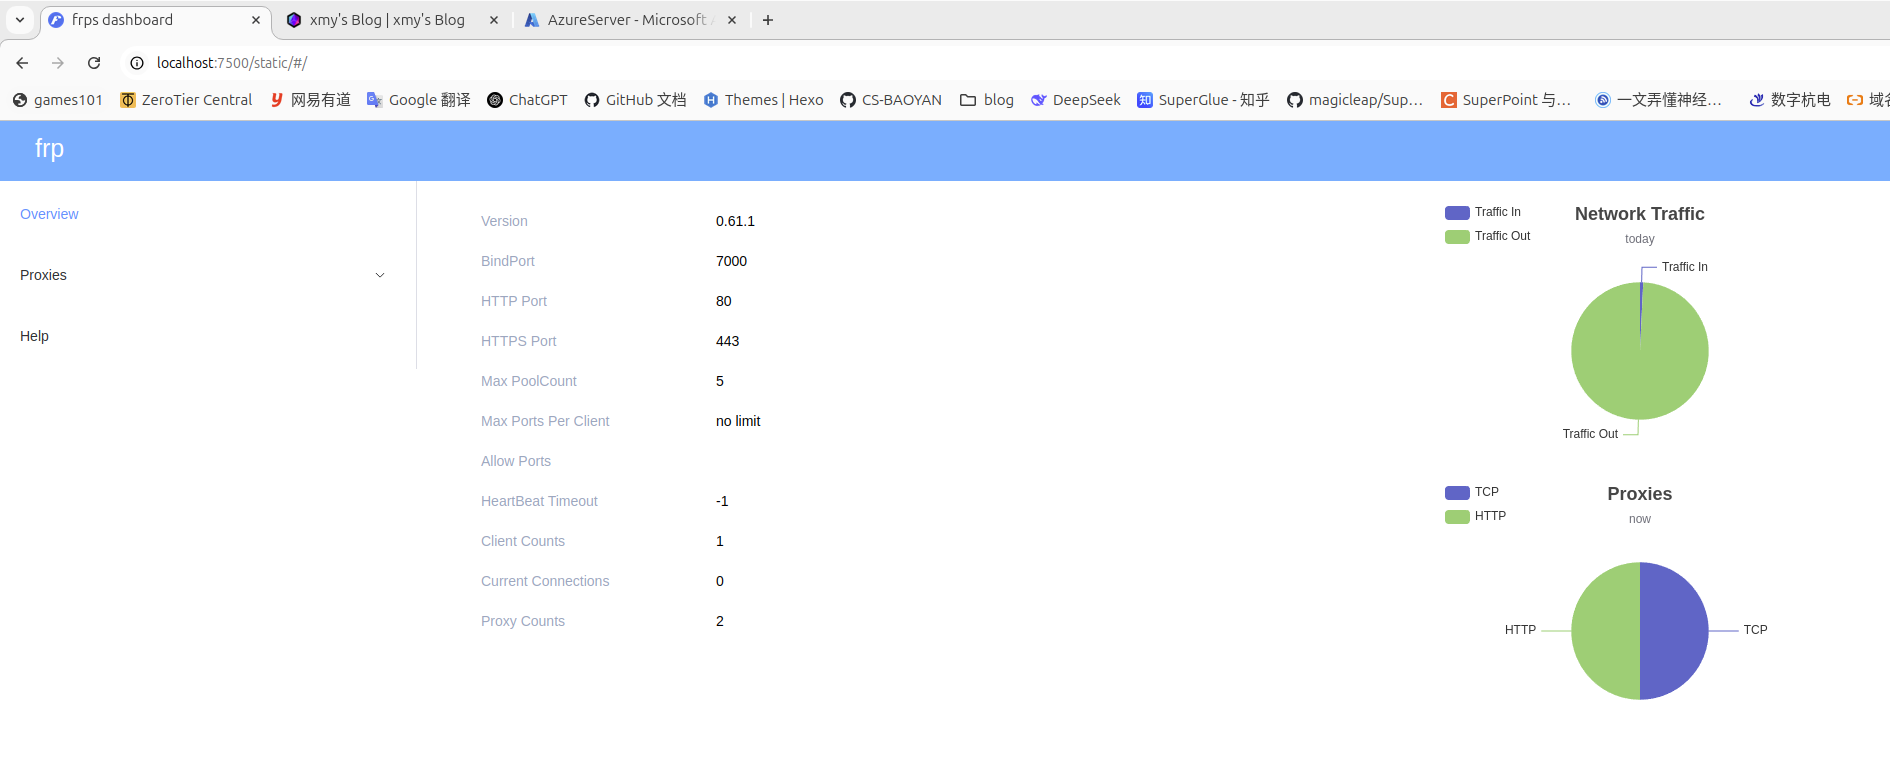 frps dashboard
xmy's Blog | xmy's Blog
AzureServer - Microsoft
localhost:7500/static/#/
games101 ZeroTier Central 网易有道 Google 翻译 ChatGPT GitHub 文档 Themes | Hexo CS-BAOYAN blog DeepSeek SuperGlue - 知乎 magicleap/Sup… SuperPoint 与… 一文弄懂神经… 数字杭电
frp
Overview
Proxies
Help
Version 0.61.1
BindPort 7000
HTTP Port 80
HTTPS Port 443
Max PoolCount 5
Max Ports Per Client no limit
Allow Ports
HeartBeat Timeout -1
Client Counts 1
Current Connections 0
Proxy Counts 2
Traffic In
Traffic Out
Network Traffic
today
Traffic In
Traffic Out
TCP
HTTP
Proxies
now
HTTP
TCP